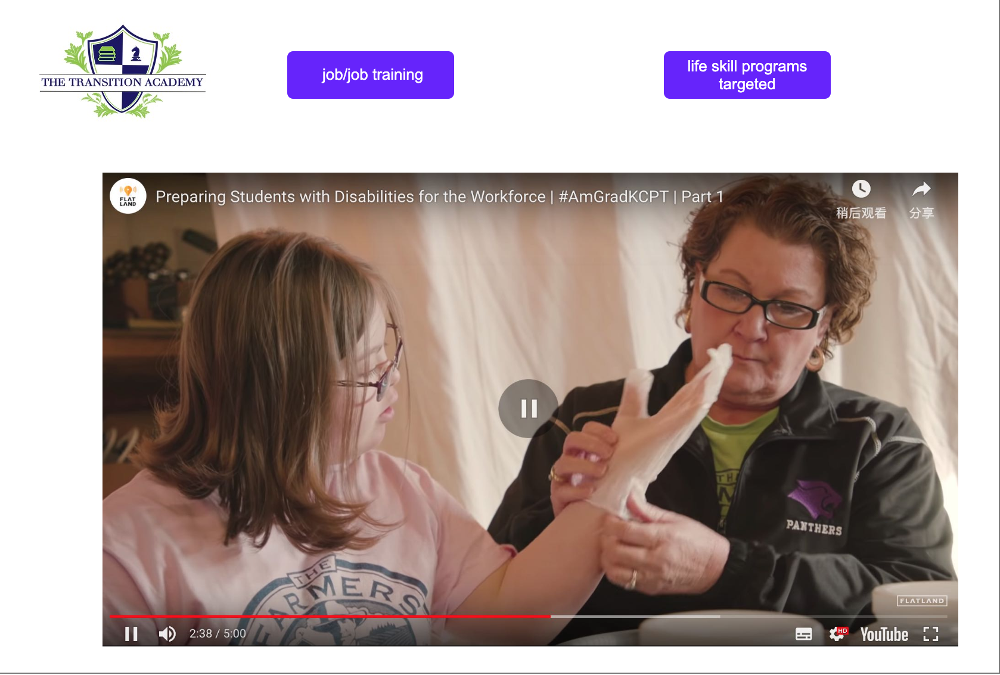 THE TRANSITION ACADEMY
job/job training
life skill programs
targeted
FLAT
LAND
Preparing Students with Disabilities for the Workforce | #AmGradKCPT | Part 1
稍后观看
分享
PANTHERS
THE
FARMERS
FLATLAND
2:38 / 5:00
HD
YouTube